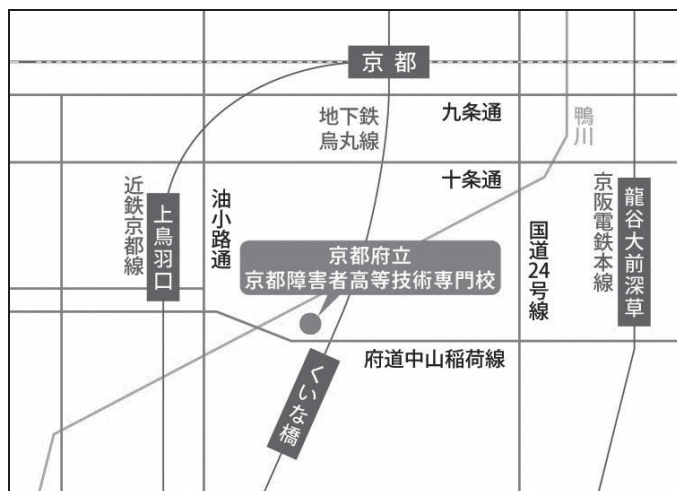 京都
地下鉄
烏丸線
九条通
鴨川
十条通
近鉄京都線
上鳥羽口
油小路通
国道24号線
京阪電鉄本線
龍谷大前深草
京都府立
京都障害者高等技術専門校
府道中山稲荷線
くいな橋